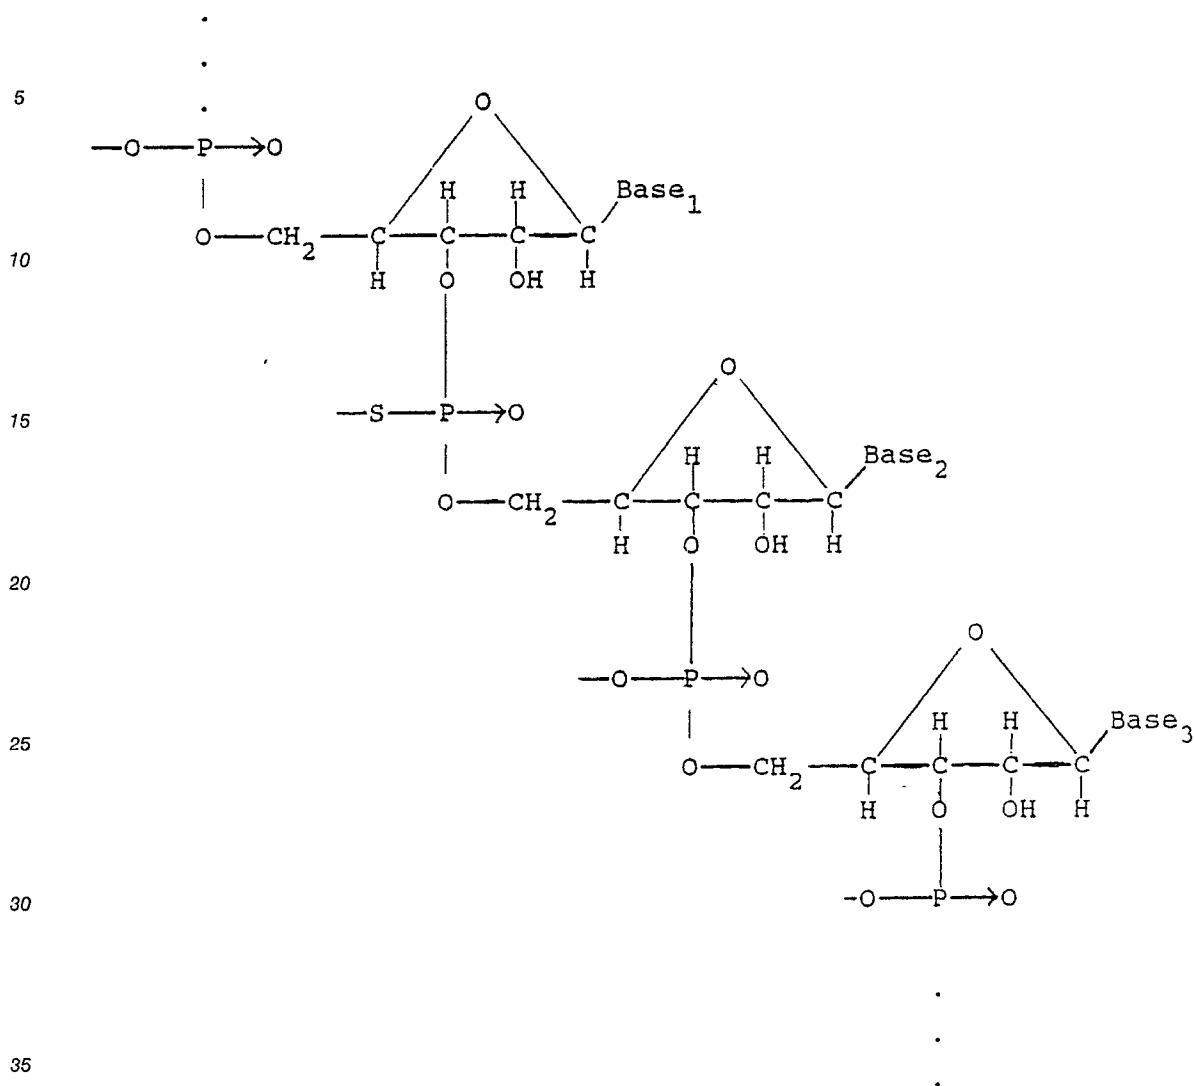 5
O
—O—P→O
H H Base₁
O—CH₂—C—C—C—C
10
H O OH H
O
15
—S—P→O
H H Base₂
O—CH₂—C—C—C—C
H O OH H
20
O
—O—P→O
H H Base₃
25
O—CH₂—C—C—C—C
H O OH H
30
—O—P→O
35